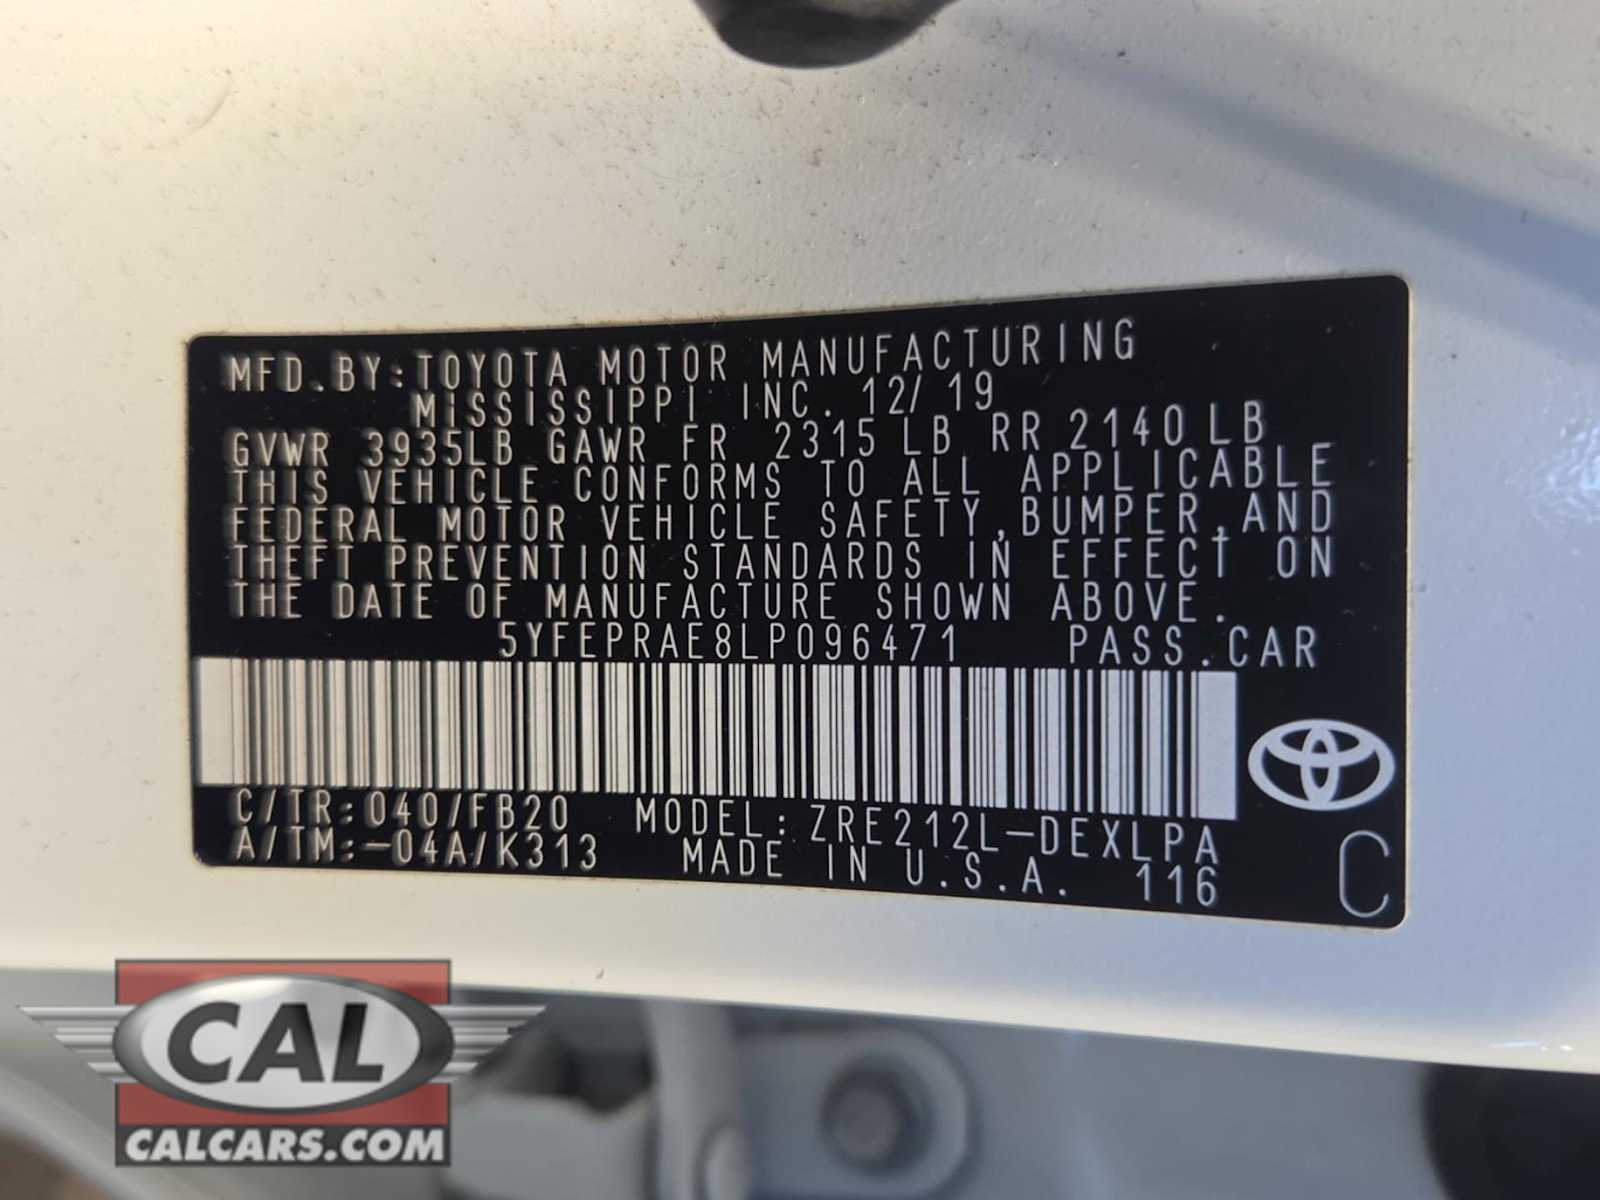 MFD.BY:TOYOTA MOTOR MANUFACTURING
MISSISSIPPI INC. 12/19
GVWR 3935LB GAWR FR 2315 LB RR 2140 LB
THIS VEHICLE CONFORMS TO ALL APPLICABLE
FEDERAL MOTOR VEHICLE SAFETY,BUMPER,AND
THEFT PREVENTION STANDARDS IN EFFECT ON
THE DATE OF MANUFACTURE SHOWN ABOVE.
5YFEPRAE8LP096471 PASS.CAR
C/TR:040/FB20 MODEL:ZRE212L-DEXLPA
A/TM:-04A/K313 MADE IN U.S.A. 116
C
CAL
CALCARS.COM